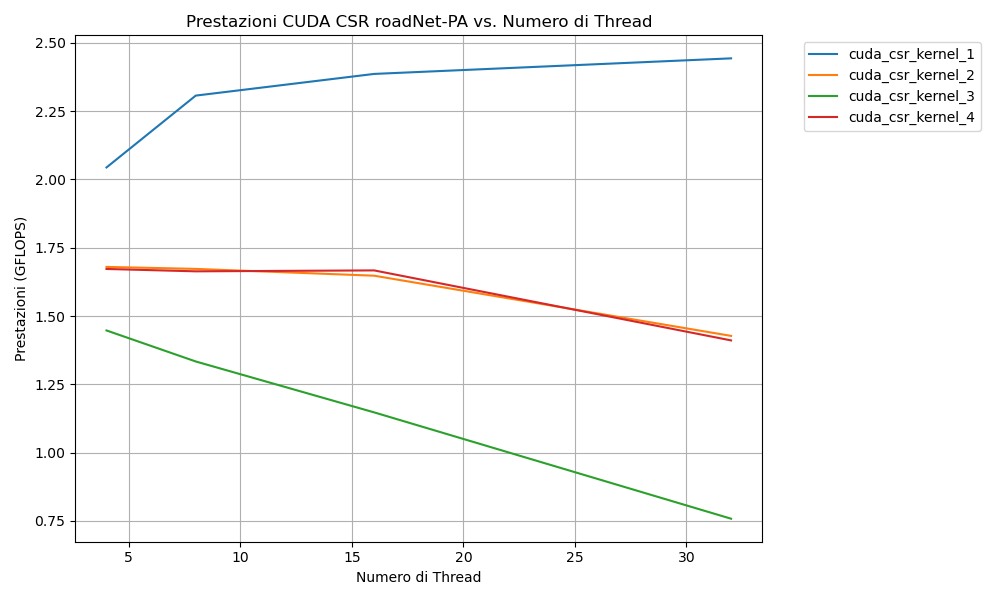 Prestazioni CUDA CSR roadNet-PA vs. Numero di Thread
cuda_csr_kernel_1
cuda_csr_kernel_2
cuda_csr_kernel_3
cuda_csr_kernel_4
Prestazioni (GFLOPS)
2.50
2.25
2.00
1.75
1.50
1.25
1.00
0.75
5 10 15 20 25 30
Numero di Thread